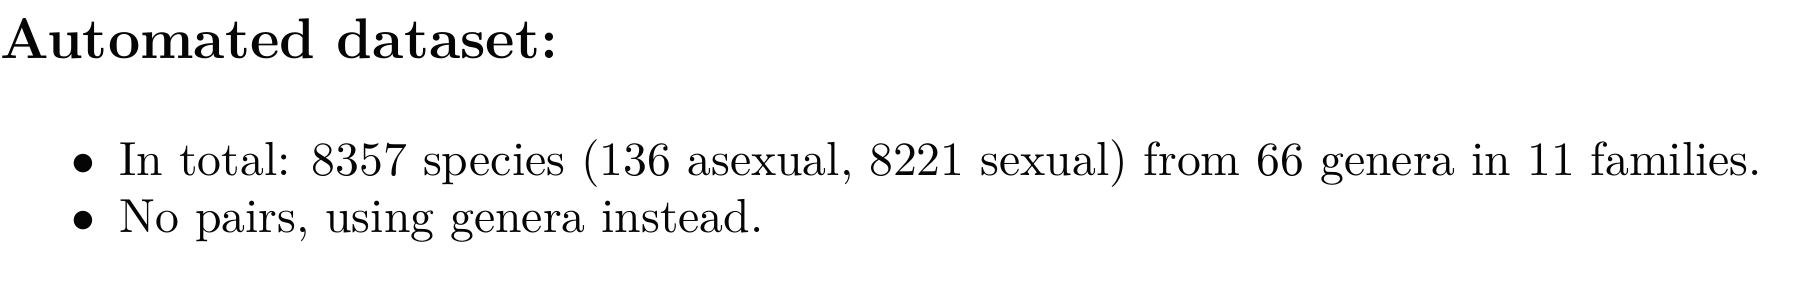 Automated dataset:
• In total: 8357 species (136 asexual, 8221 sexual) from 66 genera in 11 families.
• No pairs, using genera instead.